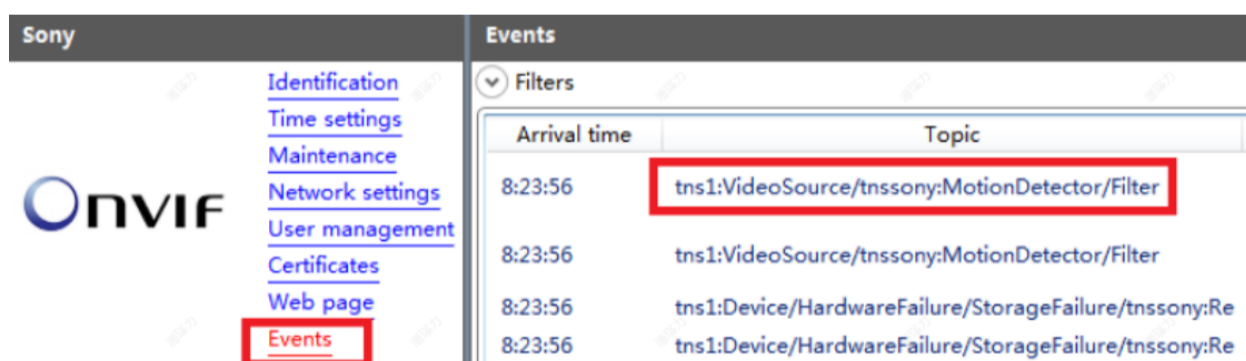 Sony
Events
Identification
Time settings
Maintenance
Network settings
User management
Certificates
Web page
Events
ONVIF
Filters
Arrival time Topic
8:23:56 tns1:VideoSource/tnssony:MotionDetector/Filter
8:23:56 tns1:VideoSource/tnssony:MotionDetector/Filter
8:23:56 tns1:Device/HardwareFailure/StorageFailure/tnssony:Re
8:23:56 tns1:Device/HardwareFailure/StorageFailure/tnssony:Re